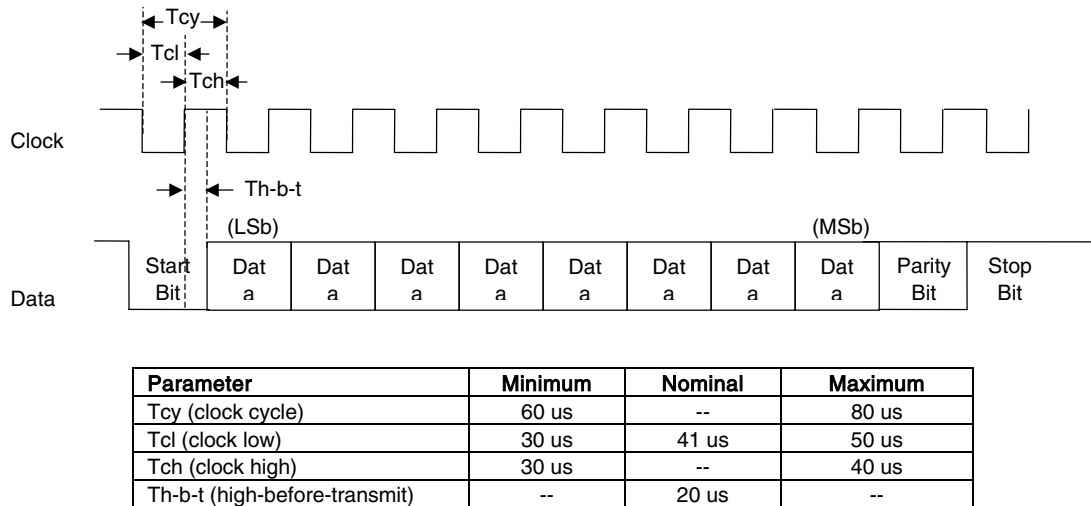 Tcy
Tcl
Tch
Clock
Th-b-t
(LSb) (MSb)
Start Dat Dat Dat Dat Dat Dat Dat Dat Parity Stop
Bit a a a a a a a a Bit Bit
Data
Parameter Minimum Nominal Maximum
Tcy (clock cycle) 60 us -- 80 us
Tcl (clock low) 30 us 41 us 50 us
Tch (clock high) 30 us -- 40 us
Th-b-t (high-before-transmit) -- 20 us --